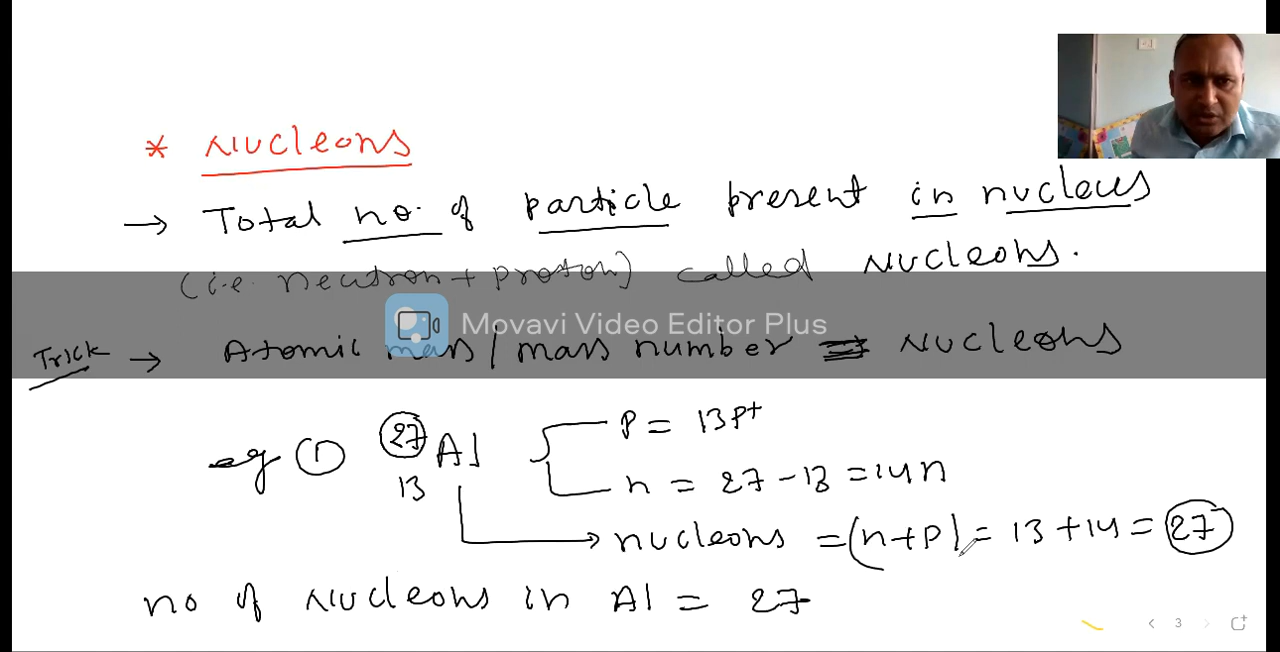 * Nucleons
→ Total no. of particle present in nucleus
(i.e. neutron + proton) called Nucleons.
Movavi Video Editor Plus
Trick → Atomic mass / mass number = Nucleons
eg ① 27 13 Al
P = 13P+
n = 27 - 13 = 14n
→ nucleons = (n+P) = 13 + 14 = 27
no of Nucleons in Al = 27
3